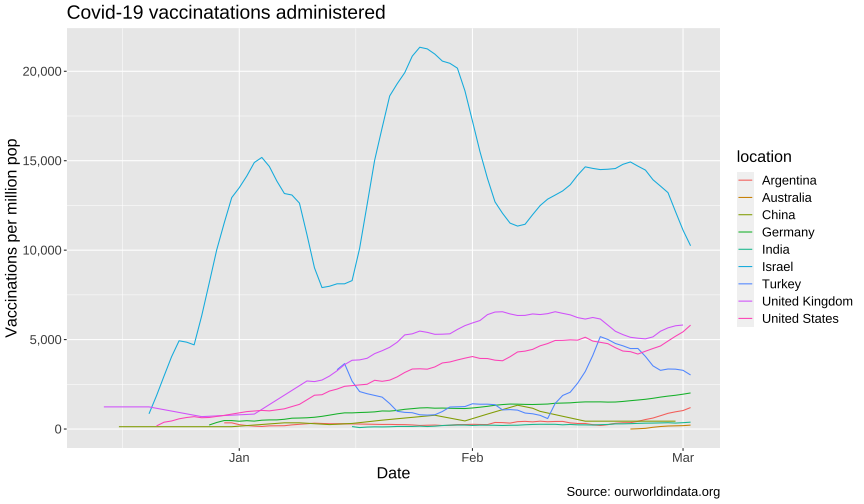 Covid-19 vaccinatations administered
Vaccinations per million pop
20,000
15,000
10,000
5,000
0
Jan
Feb
Mar
Date
location
Argentina
Australia
China
Germany
India
Israel
Turkey
United Kingdom
United States
Source: ourworldindata.org